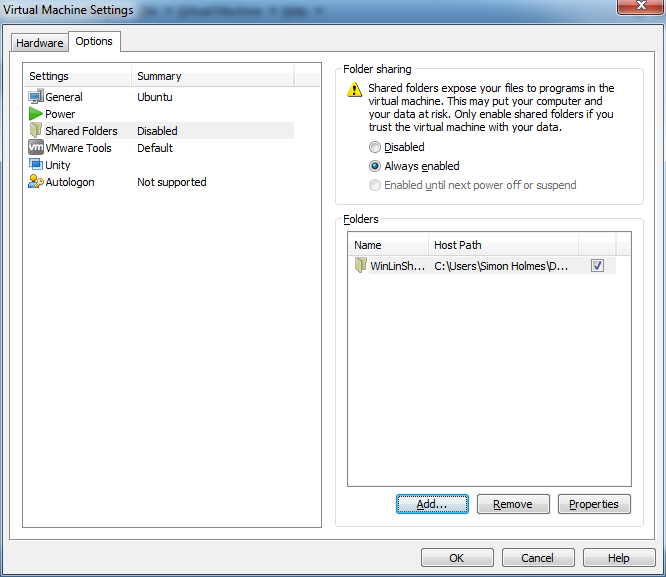 Virtual Machine Settings
Hardware
Options
Settings Summary
General Ubuntu
Power
Shared Folders Disabled
vm VMware Tools Default
Unity
Autologon Not supported
Folder sharing
Shared folders expose your files to programs in the
virtual machine. This may put your computer and
your data at risk. Only enable shared folders if you
trust the virtual machine with your data.
Disabled
Always enabled
Enabled until next power off or suspend
Folders
Name Host Path
WinLinSh... C:\Users\Simon Holmes\D...
Add... Remove Properties
OK Cancel Help